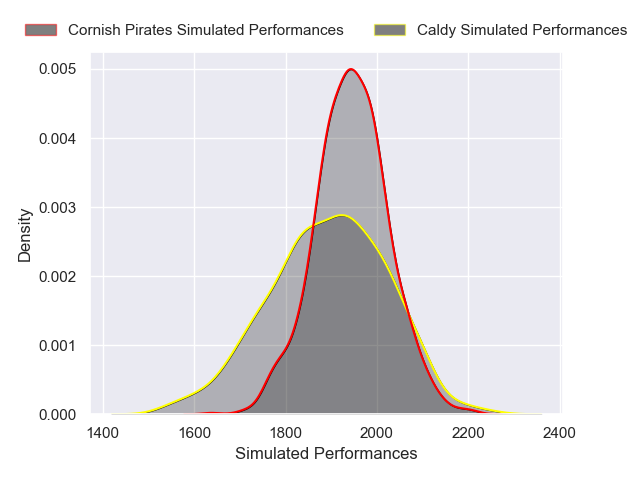 Cornish Pirates Simulated Performances
Caldy Simulated Performances
0.005
0.004
0.003
0.002
0.001
0.000
Density
1400 1600 1800 2000 2200 2400
Simulated Performances